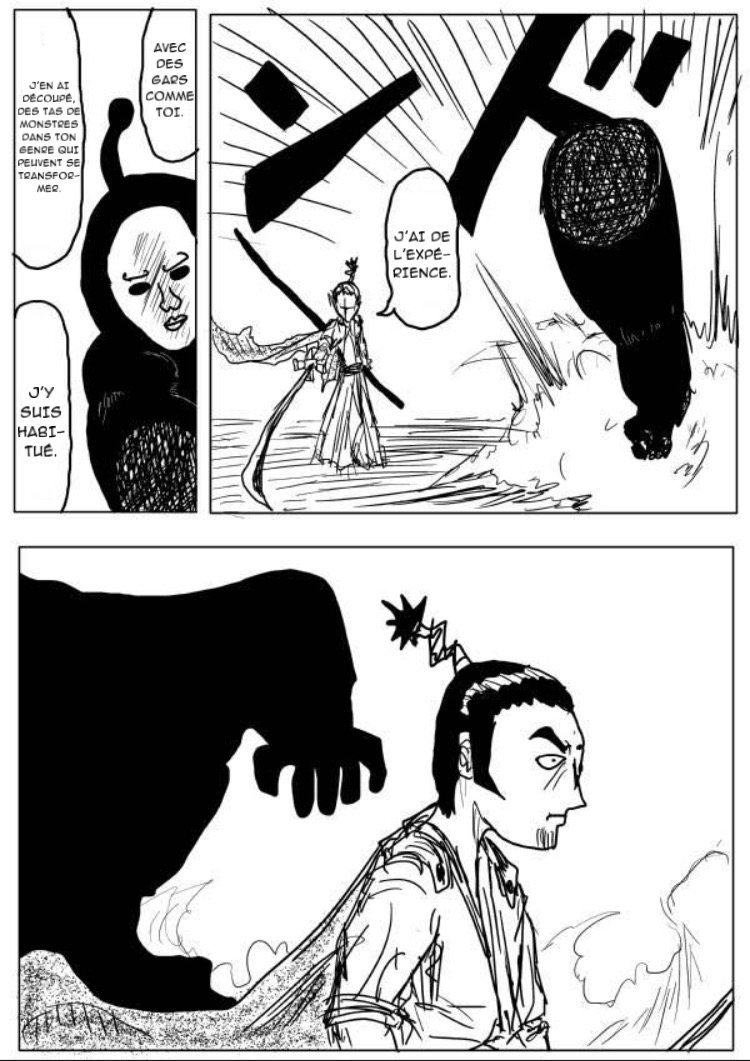 ドン
J'AI DE
L'EXPÉ-
RIENCE.
AVEC
DES
GARS
COMME
TOI.
J'EN AI
DÉCOUPÉ,
DES TAS DE
MONSTRES
DANS TON
GENRE QUI
PEUVENT SE
TRANSFOR-
MER.
J'Y
SUIS
HABI-
TUÉ.